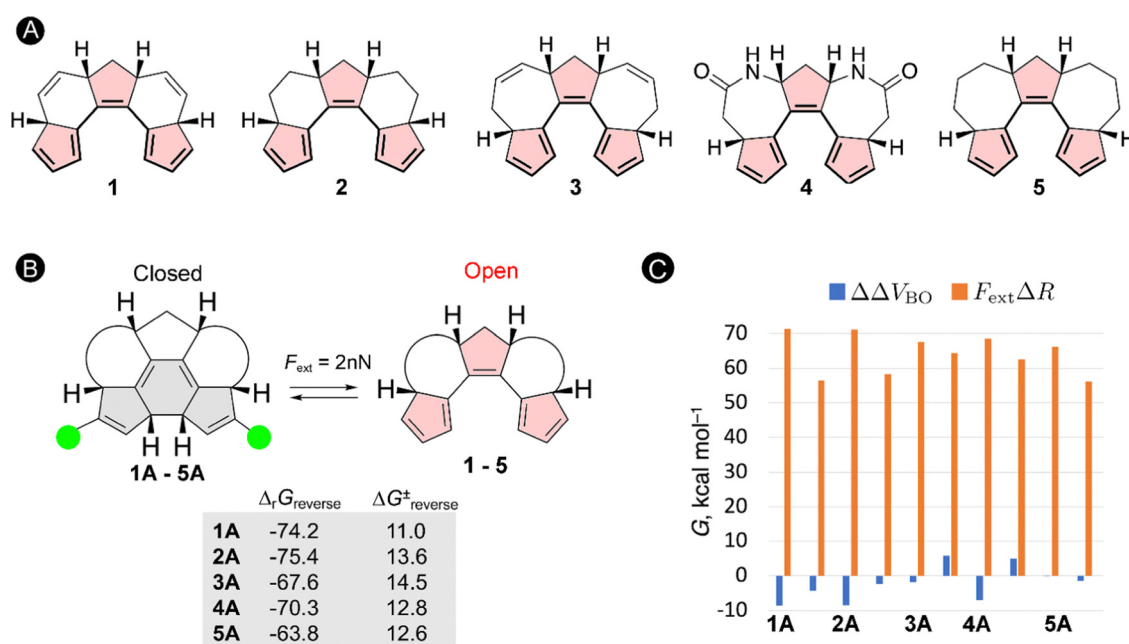 A
H H H H H H H H H H
N N
O O
H H H H H H H H H H
1 2 3 4 5
B
Closed Open
H H H H
F_ext = 2nN
H H H H
H H
1A - 5A 1 - 5
Δ_rG_reverse ΔG^±_reverse
1A -74.2 11.0
2A -75.4 13.6
3A -67.6 14.5
4A -70.3 12.8
5A -63.8 12.6
C
ΔΔV_BO F_extΔR
G, kcal mol⁻¹
70
60
50
40
30
20
10
0
-10
1A 2A 3A 4A 5A